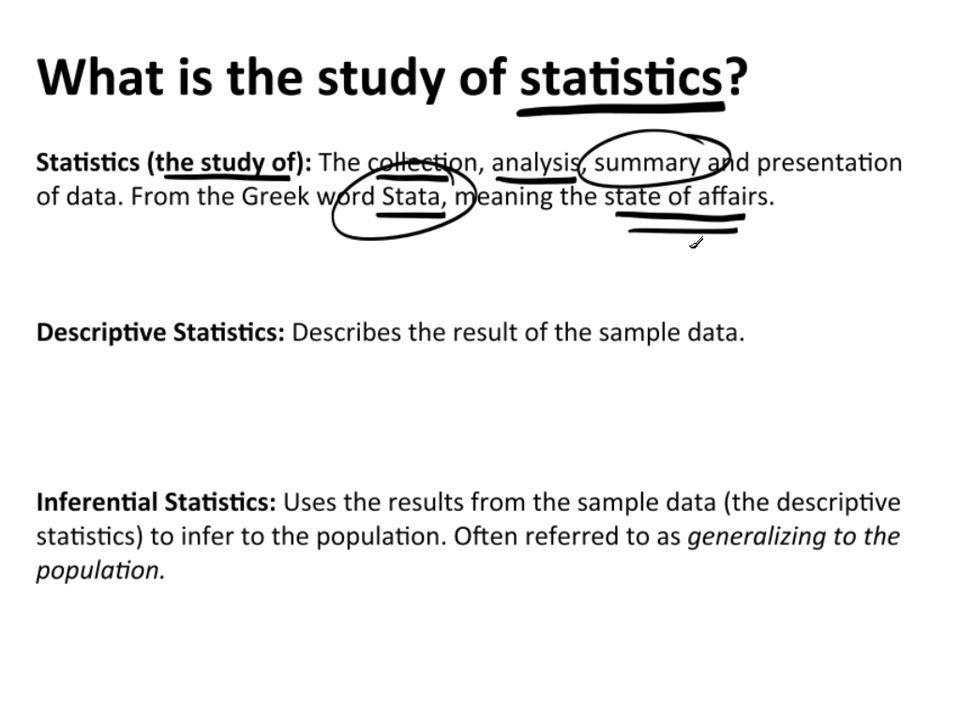 What is the study of statistics?
Statistics (the study of): The collection, analysis, summary and presentation
of data. From the Greek word Stata, meaning the state of affairs.
Descriptive Statistics: Describes the result of the sample data.
Inferential Statistics: Uses the results from the sample data (the descriptive
statistics) to infer to the population. Often referred to as generalizing to the
population.